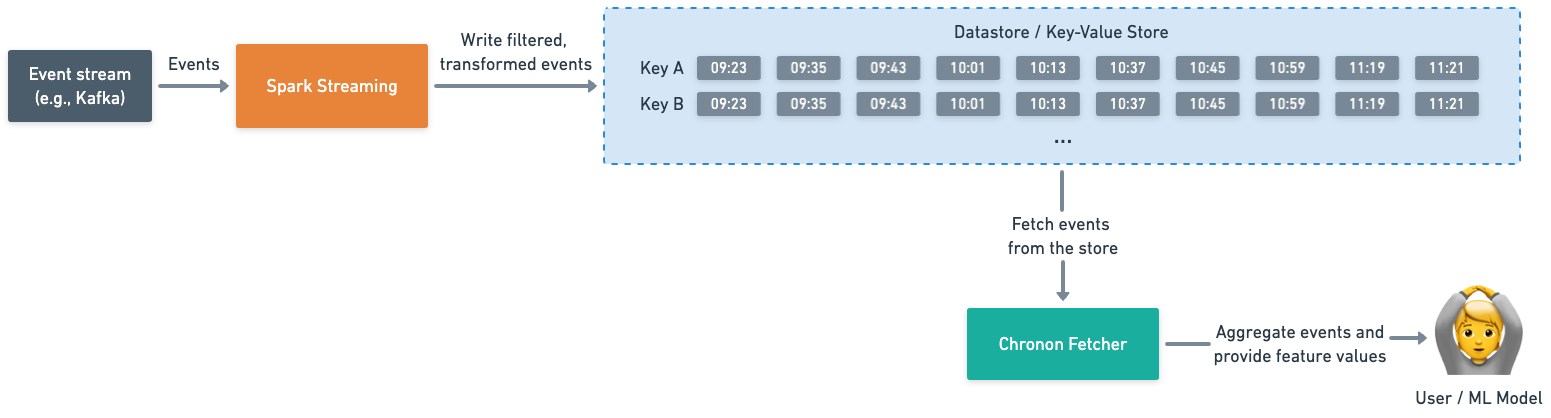 Event stream
(e.g., Kafka)
Events
Spark Streaming
Write filtered,
transformed events
Datastore / Key-Value Store
Key A 09:23 09:35 09:43 10:01 10:13 10:37 10:45 10:59 11:19 11:21
Key B 09:23 09:35 09:43 10:01 10:13 10:37 10:45 10:59 11:19 11:21
...
Fetch events
from the store
Chronon Fetcher
Aggregate events and
provide feature values
User / ML Model